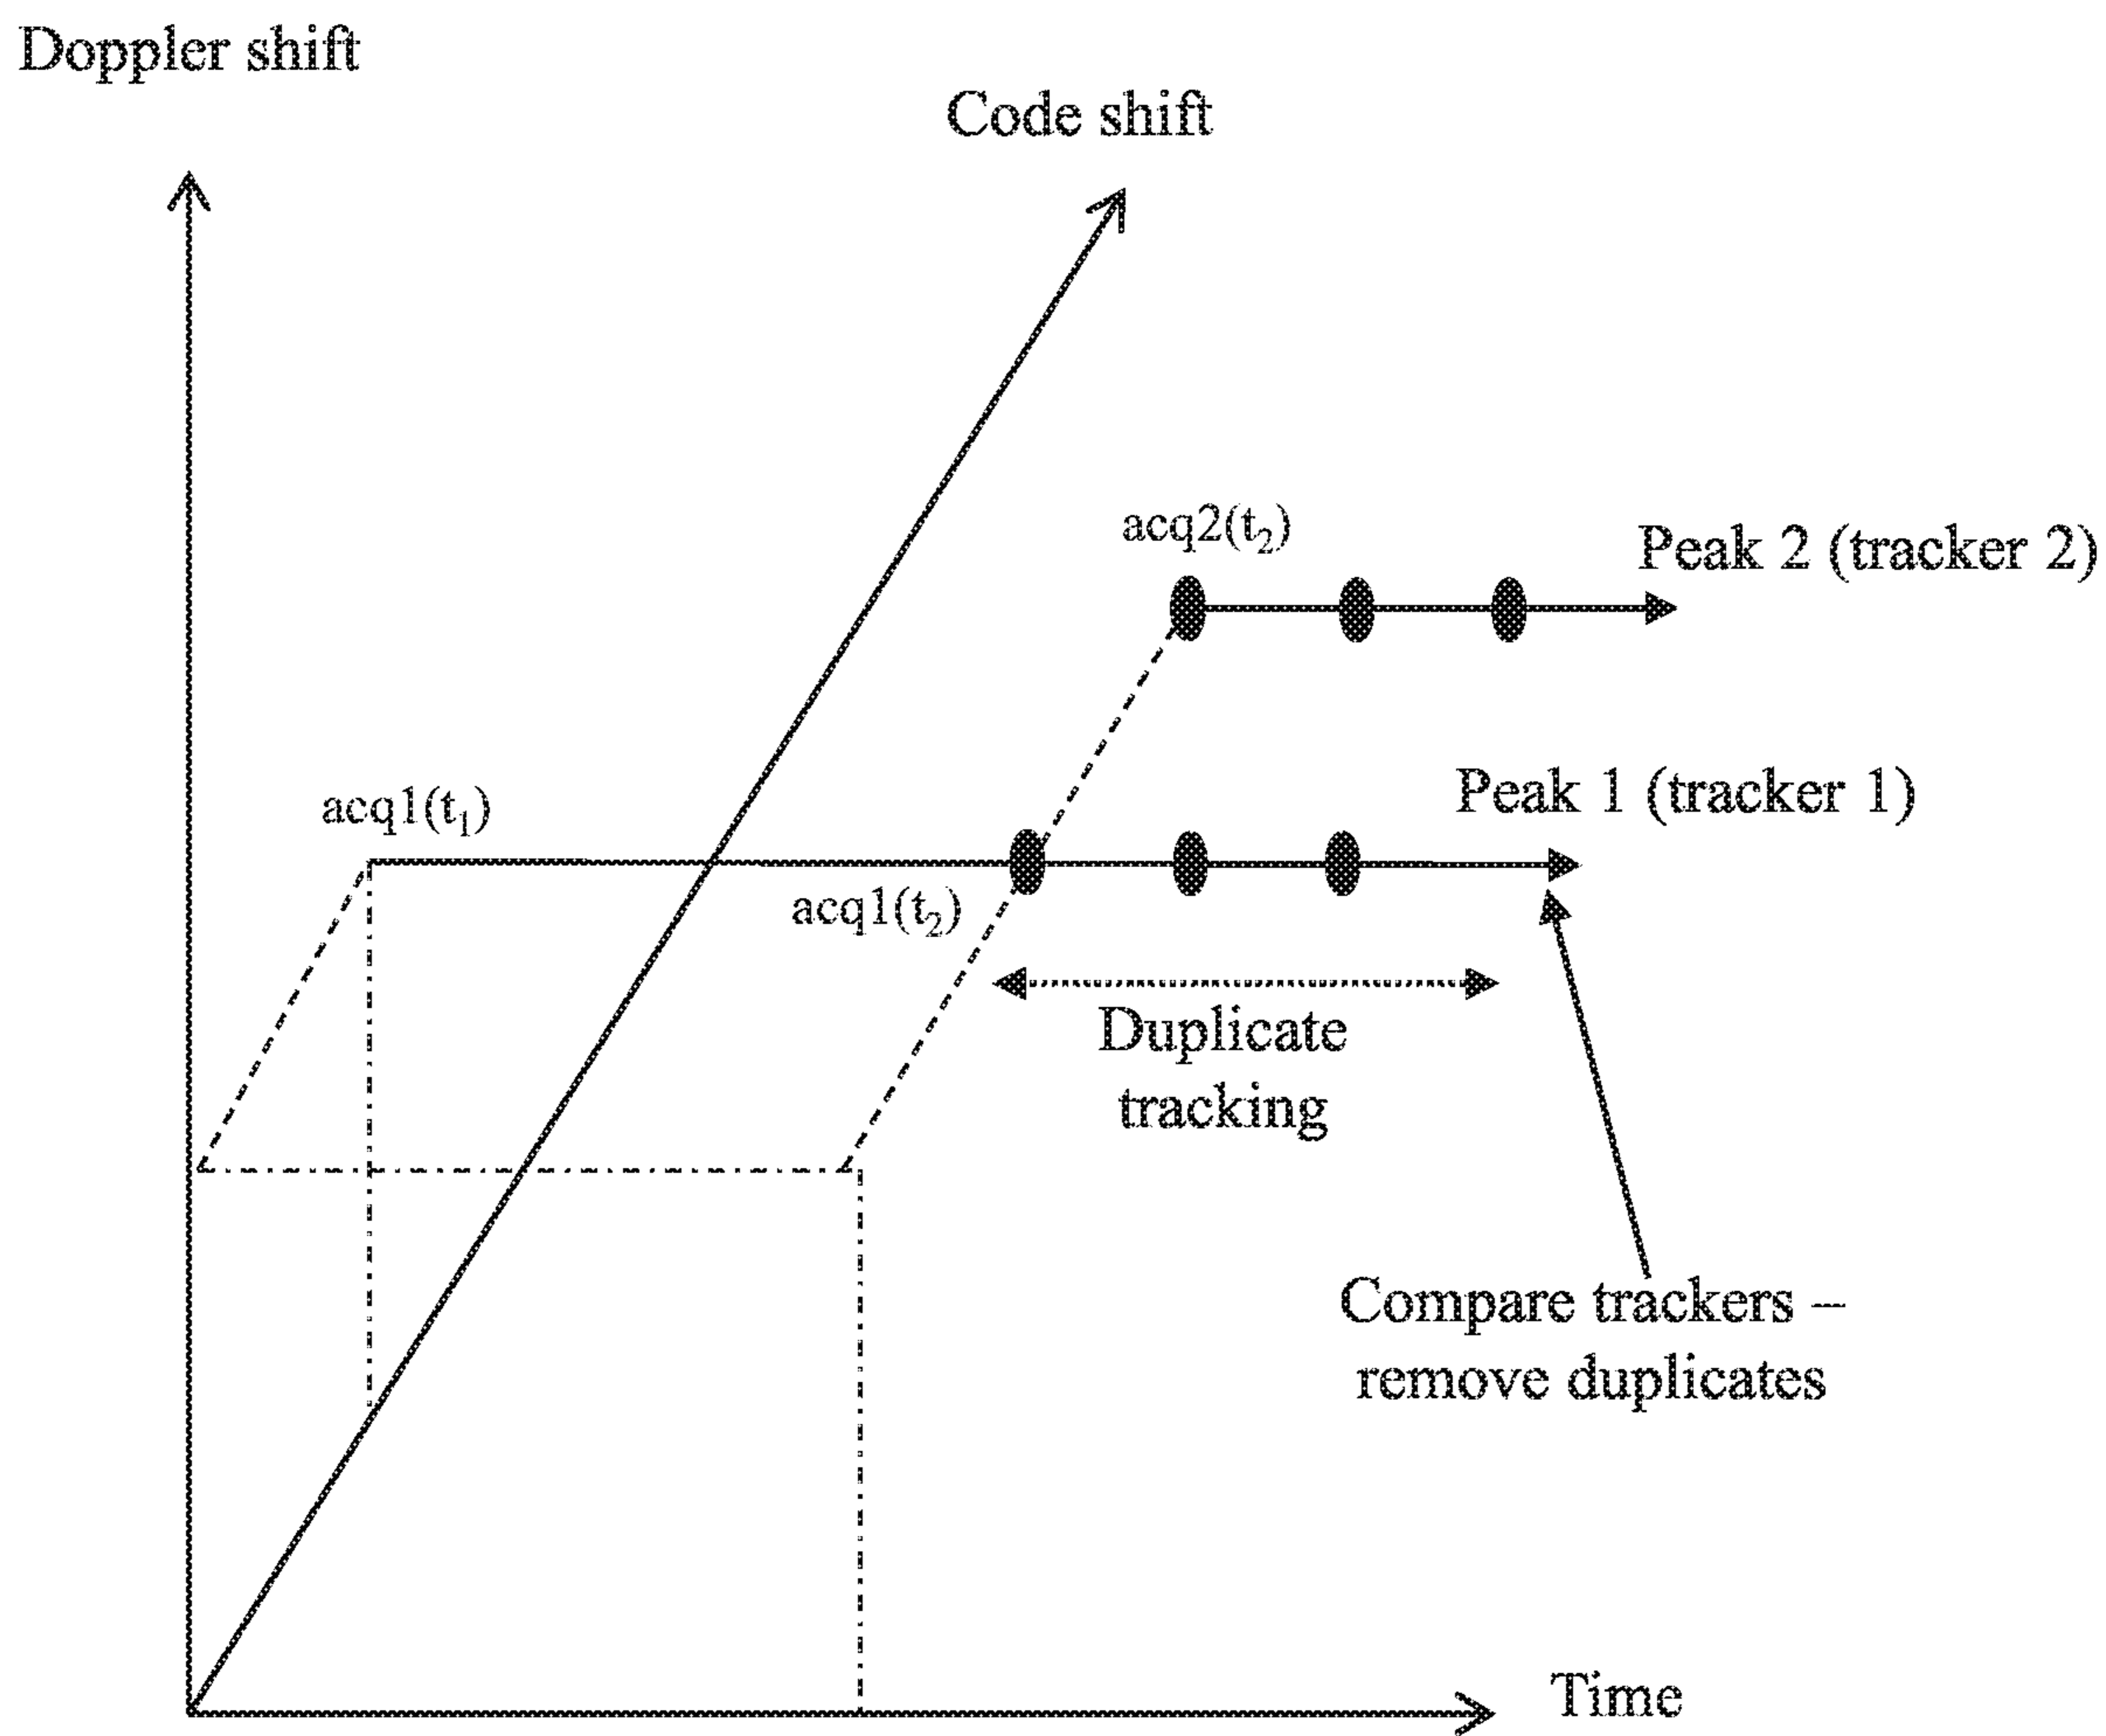 Doppler shift
Code shift
acq2(t₂)
Peak 2 (tracker 2)
acq1(t₁)
Peak 1 (tracker 1)
acq1(t₂)
Duplicate
tracking
Compare trackers –
remove duplicates
Time